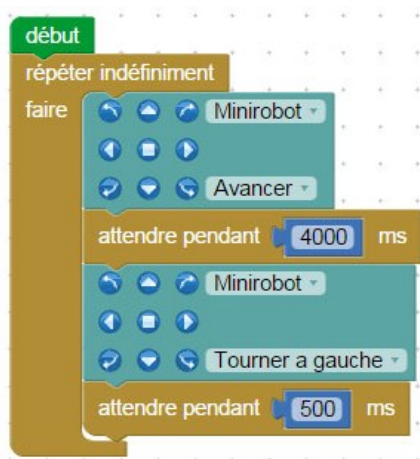 début
répéter indéfiniment
faire Minirobot
Avancer
attendre pendant 4000 ms
Minirobot
Tourner a gauche
attendre pendant 500 ms